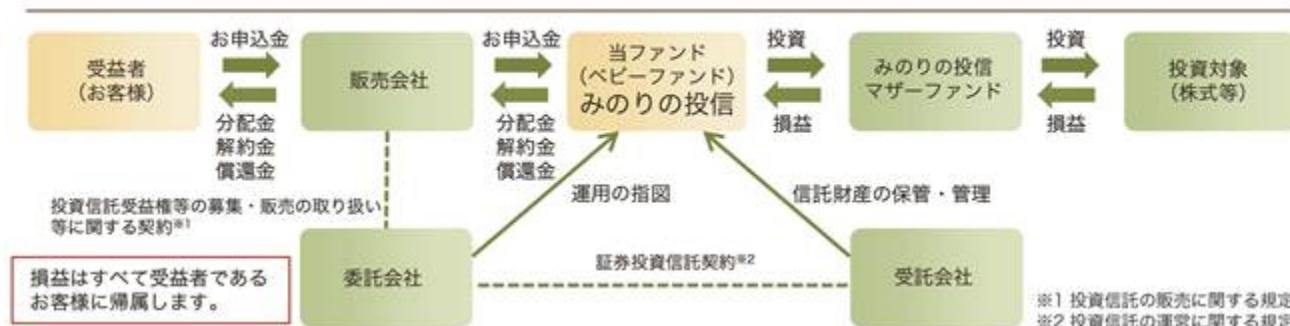 お申込金
お申込金
投資
投資
受益者
（お客様）
販売会社
当ファンド
（ベビーファンド）
みのりの投信
みのりの投信
マザーファンド
投資対象
（株式等）
分配金
解約金
償還金
分配金
解約金
償還金
損益
損益
運用の指図
信託財産の保管・管理
投資信託受益権等の募集・販売の取り扱い
等に関する契約※1
損益はすべて受益者である
お客様に帰属します。
委託会社
証券投資信託契約※2
受託会社
※1 投資信託の販売に関する規定
※2 投資信託の運営に関する規定